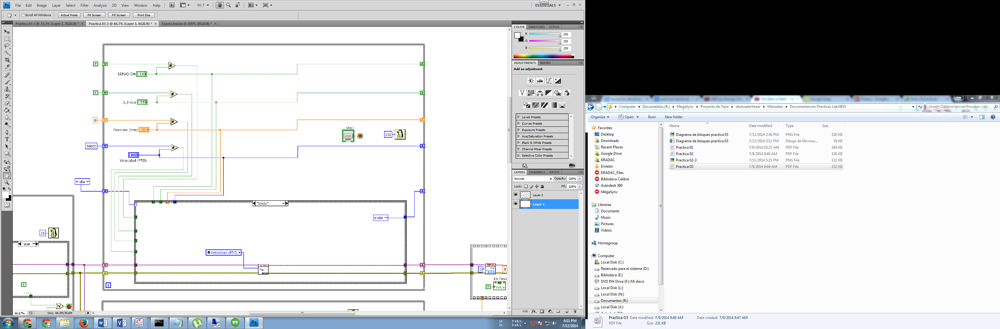 Ps File Edit Image Layer Select Filter Analysis 3D View Window Help Br 66.7 ESSENTIALS
Scroll All Windows Actual Pixels Fit Screen Fill Screen Print Size
Practica 03-3 @ 33.3% (Layer 1, RGB/8) * Practica 03-2 @ 66.7% (Layer 1, RGB/8) * Espera Inicial @ 100% (RGB/8) *
F
SERVO ON TF
F
Ir_Inicio TF
0
Posicion (mm) DBL
stop
STOP
TF
250
10000
U32
Velocidad (PTO)
idle
"Inicio"
idle
25
False
Velocidad (PTO)
SERIAL
SERIAL
0 PTO 0
F
En Posic
F Value
i
66.67% Doc: 44.3M/30.6M
COLOR SWATCHES STYLES
R 255
G 255
B 255
ADJUSTMENTS MASKS
Add an adjustment
Levels Presets
Curves Presets
Exposure Presets
Hue/Saturation Presets
Black & White Presets
Channel Mixer Presets
Selective Color Presets
LAYERS CHANNELS PATHS
Normal Opacity: 100%
Lock: Fill: 100%
Layer 2
Layer 1
U: 9 kB/s
D: 0 kB/s
6:11 PM
7/12/2014
Computer Documentos (R:) MegaSync Proyecto de Tesis deslizadorlineal Manuales Documentacion Practicas LabVIEW Search Documentacion Practicas Lab...
Organize Open Burn New folder
Favorites
Desktop
Downloads
Recent Places
Google Drive
KRADAC
Ernesto
KRADAC_Files
Biblioteca Calibre
Autodesk 360
MegaSync
Libraries
Documents
Music
Pictures
Videos
Homegroup
Computer
Local Disk (C:)
Reservado para el sistema (D:)
Biblioteca (E:)
DVD RW Drive (F:) Mi disco
Local Disk (L:)
Local Disk (N:)
Documentos (R:)
Local Disk (X:)
Name Date modified Type Size
Diagrama de bloques practica 03 7/12/2014 2:56 PM PNG File 520 KB
Diagrama de bloques practica 03 7/12/2014 2:52 PM Dibujo de Microso... 39 KB
Practica 01 7/9/2014 10:22 AM PDF File 164 KB
Practica 02 7/9/2014 9:40 AM PDF File 130 KB
Practica 02-3 7/11/2014 5:21 PM PNG File 122 KB
Practica 03 7/9/2014 9:49 AM PDF File 232 KB
Practica 03 Date modified: 7/9/2014 9:49 AM Date created: 7/9/2014 9:47 AM
PDF File Size: 231 KB